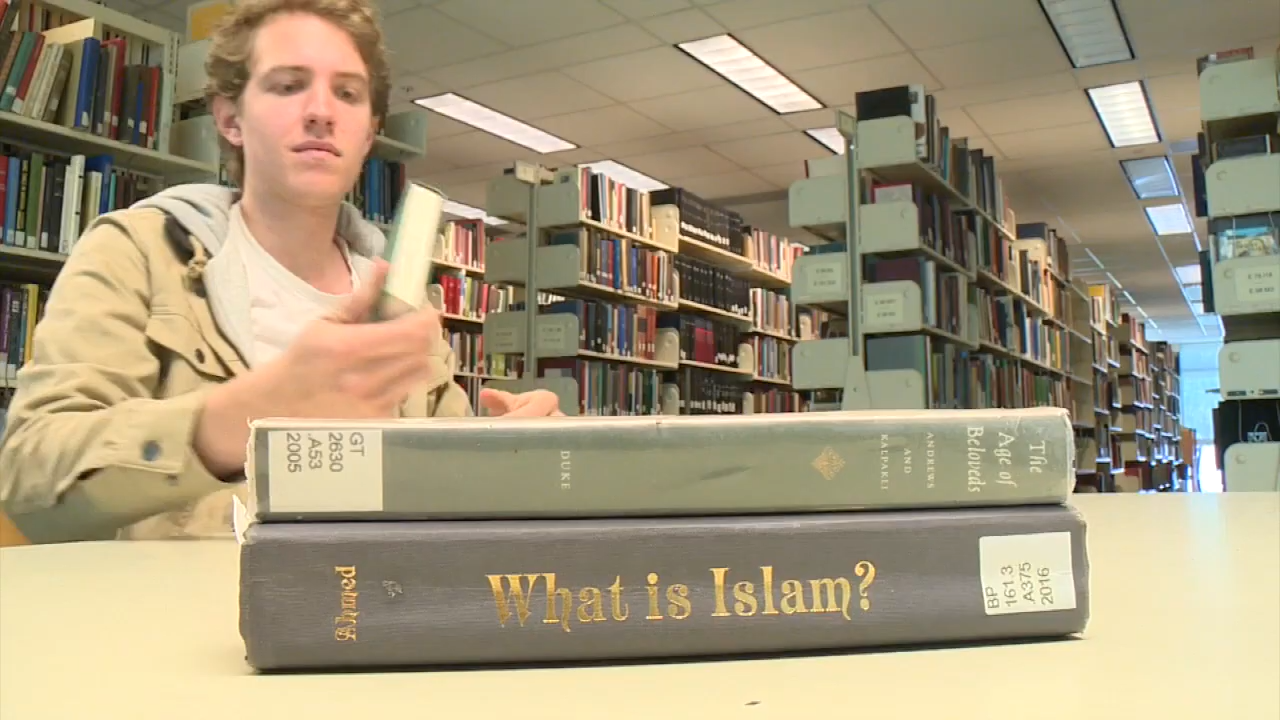 GT
2630
.A53
2005
DUKE
ANDREWS
AND
KALPAKLI
The
Age of
Beloveds
Ahmed
What is Islam?
BP
161.3
.A375
2016